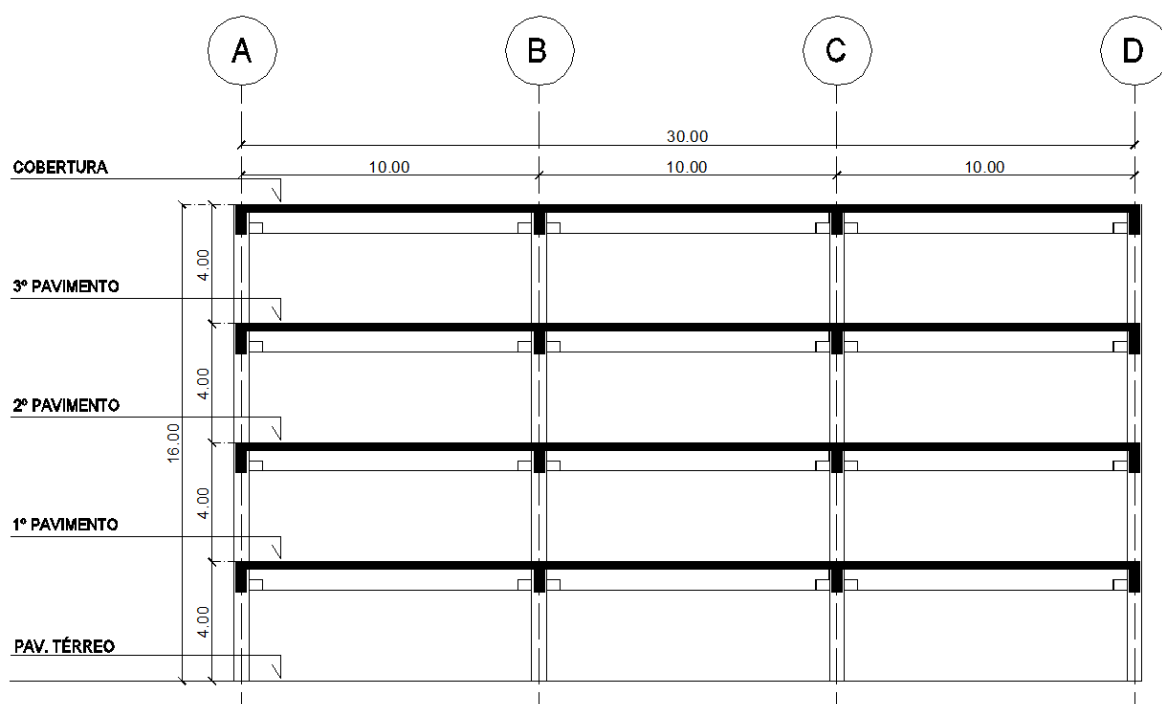 A B C D
30.00
COBERTURA
10.00 10.00 10.00
4.00
3º PAVIMENTO
4.00
2º PAVIMENTO
16.00
4.00
1º PAVIMENTO
4.00
PAV. TÉRREO